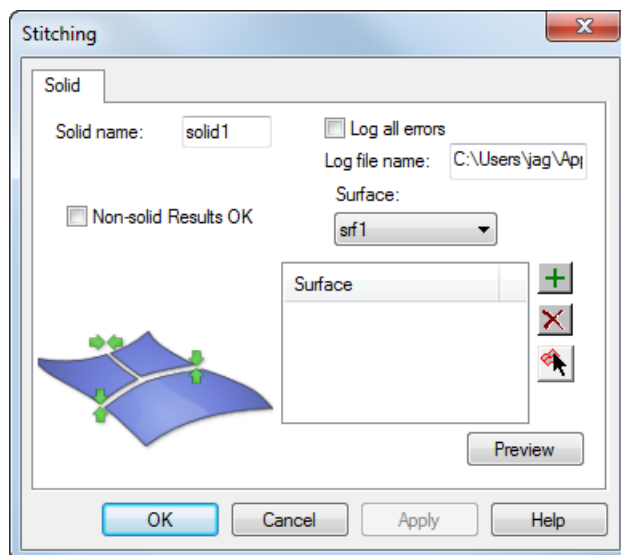 Stitching
Solid
Solid name: solid1
Log all errors
Log file name: C:\Users\jag\Ap
Non-solid Results OK
Surface:
srf1
Surface
Preview
OK Cancel Apply Help